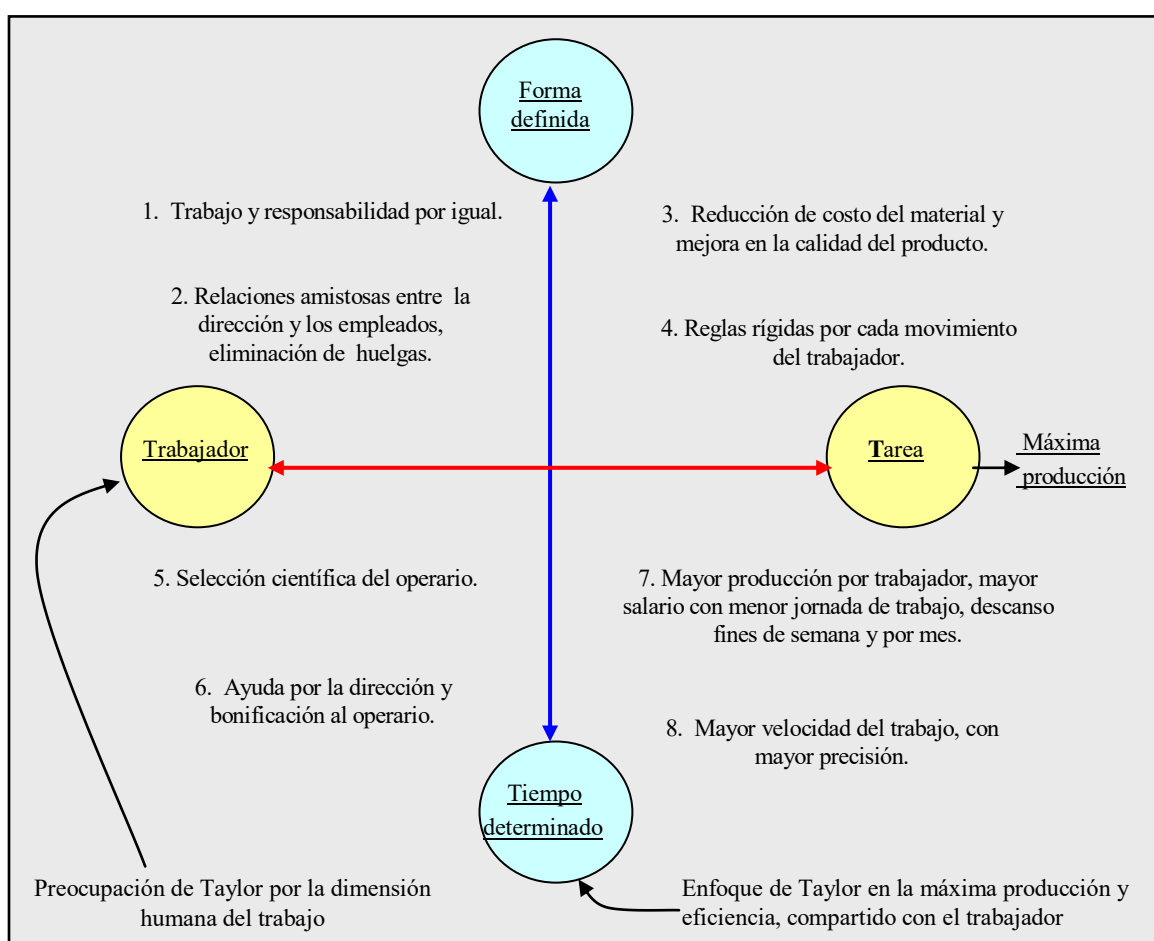 Forma
definida
1. Trabajo y responsabilidad por igual.
3. Reducción de costo del material y
mejora en la calidad del producto.
2. Relaciones amistosas entre la
dirección y los empleados,
eliminación de huelgas.
4. Reglas rígidas por cada movimiento
del trabajador.
Trabajador
Tarea
Máxima
producción
5. Selección científica del operario.
7. Mayor producción por trabajador, mayor
salario con menor jornada de trabajo, descanso
fines de semana y por mes.
6. Ayuda por la dirección y
bonificación al operario.
8. Mayor velocidad del trabajo, con
mayor precisión.
Tiempo
determinado
Preocupación de Taylor por la dimensión
humana del trabajo
Enfoque de Taylor en la máxima producción y
eficiencia, compartido con el trabajador